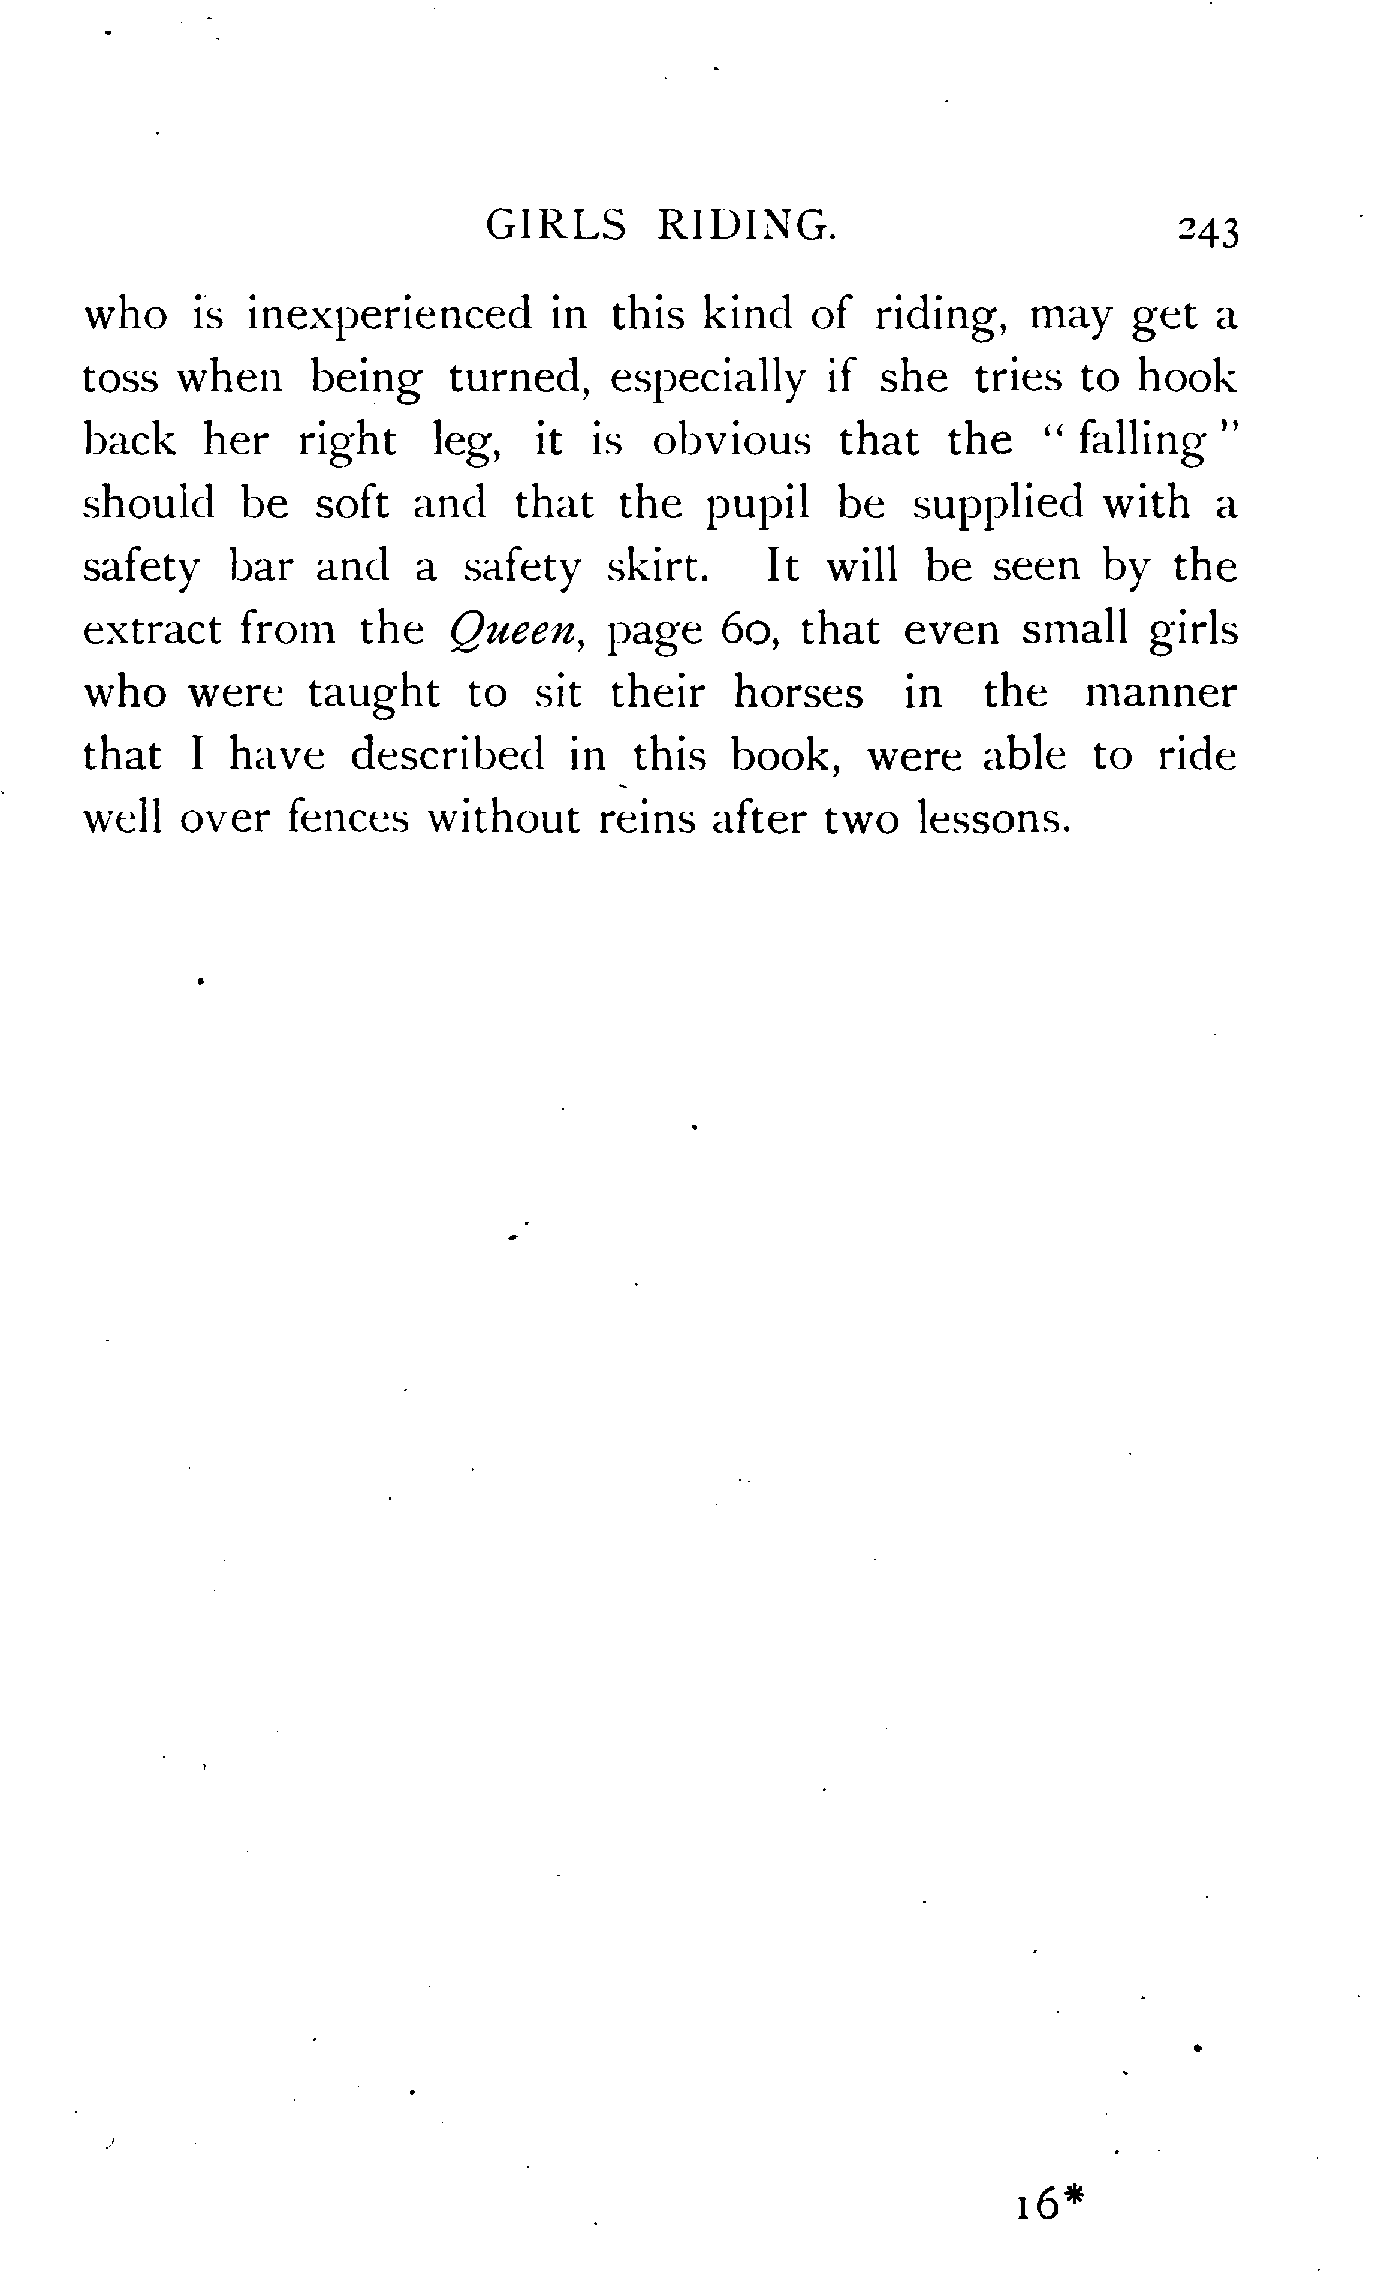 GIRLS RIDING. 243
who is inexperienced in this kind of riding, may get a
toss when being turned, especially if she tries to hook
back her right leg, it is obvious that the “ falling ”
should be soft and that the pupil be supplied with a
safety bar and a safety skirt. It will be seen by the
extract from the Queen, page 60, that even small girls
who were taught to sit their horses in the manner
that I have described in this book, were able to ride
well over fences without reins after two lessons.
16*